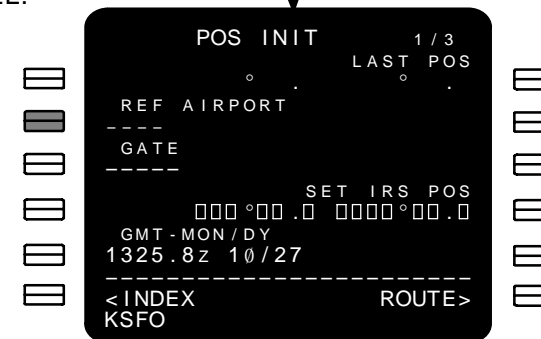 POS INIT 1/3
LAST POS
° . ° .
REF AIRPORT
----
GATE
-----
SET IRS POS
▯▯▯°▯▯.▯ ▯▯▯▯°▯▯.▯
GMT-MON/DY
1325.8z 10/27
------------------------
<INDEX ROUTE>
KSFO